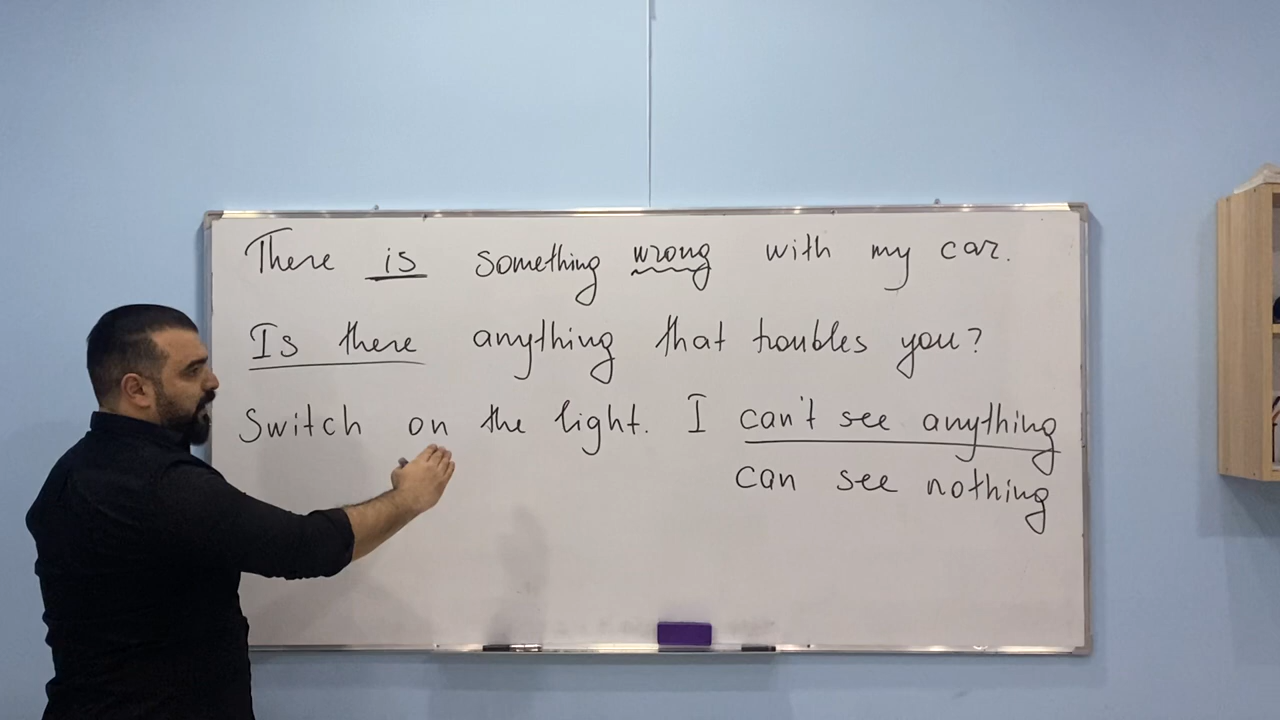 There is something wrong with my car.
Is there anything that troubles you?
Switch on the light. I can't see anything
can see nothing